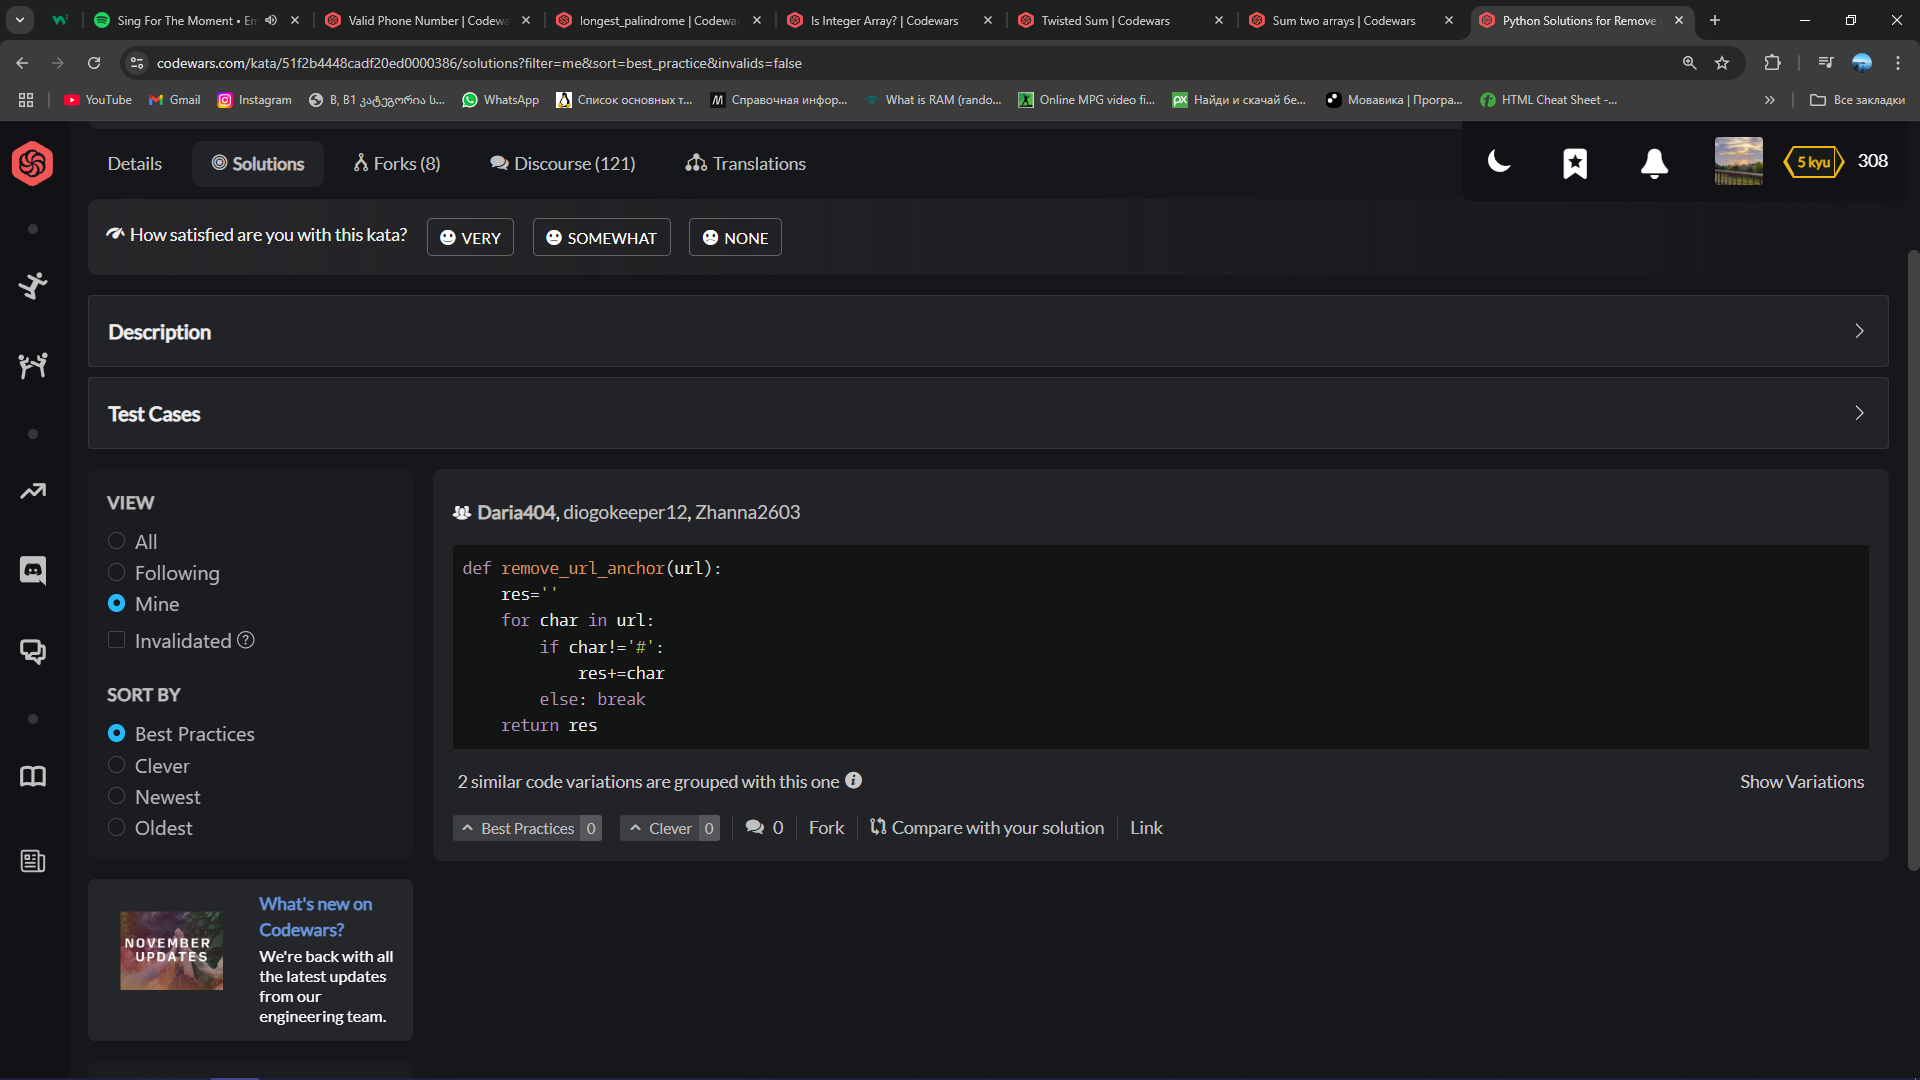 Sing For The Moment • Em
Valid Phone Number | Codewa
longest_palindrome | Codewar
Is Integer Array? | Codewars
Twisted Sum | Codewars
Sum two arrays | Codewars
Python Solutions for Remove
codewars.com/kata/51f2b4448cadf20ed0000386/solutions?filter=me&sort=best_practice&invalids=false
YouTube
Gmail
Instagram
B, B1 კატეგორია ს...
WhatsApp
Список основных т...
Справочная инфор...
What is RAM (rando...
Online MPG video fi...
Найди и скачай бе...
Мовавика | Програ...
HTML Cheat Sheet -...
Все закладки
Details
Solutions
Forks (8)
Discourse (121)
Translations
5 kyu
308
How satisfied are you with this kata?
VERY
SOMEWHAT
NONE
Description
Test Cases
VIEW
All
Following
Mine
Invalidated
SORT BY
Best Practices
Clever
Newest
Oldest
Daria404, diogokeeper12, Zhanna2603
def remove_url_anchor(url):
    res=''
    for char in url:
        if char!='#':
            res+=char
        else: break
    return res
2 similar code variations are grouped with this one
Show Variations
Best Practices 0
Clever 0
0
Fork
Compare with your solution
Link
NOVEMBER
UPDATES
What's new on
Codewars?
We're back with all
the latest updates
from our
engineering team.